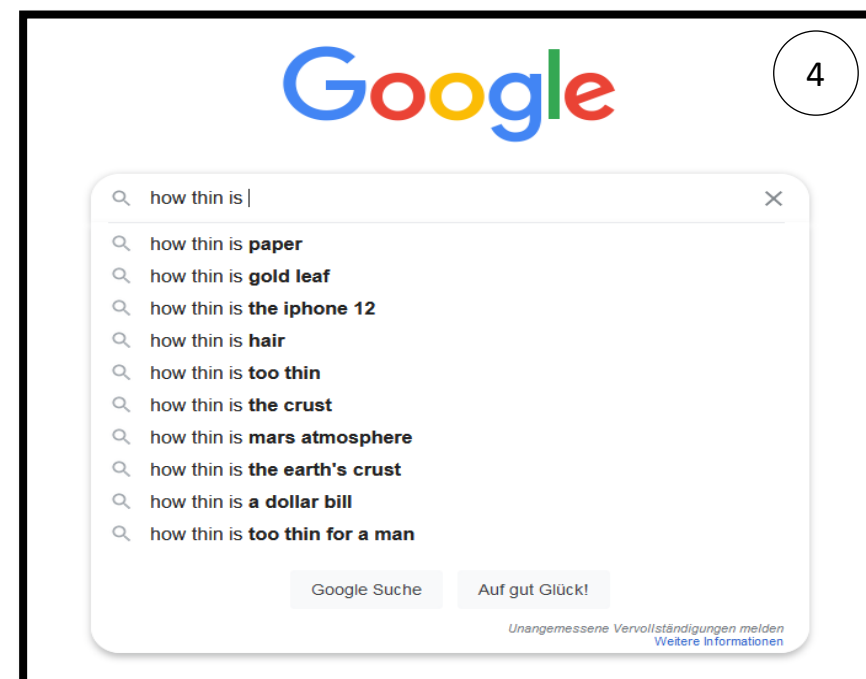 Google
4
how thin is
how thin is paper
how thin is gold leaf
how thin is the iphone 12
how thin is hair
how thin is too thin
how thin is the crust
how thin is mars atmosphere
how thin is the earth's crust
how thin is a dollar bill
how thin is too thin for a man
Google Suche Auf gut Glück!
Unangemessene Vervollständigungen melden
Weitere Informationen